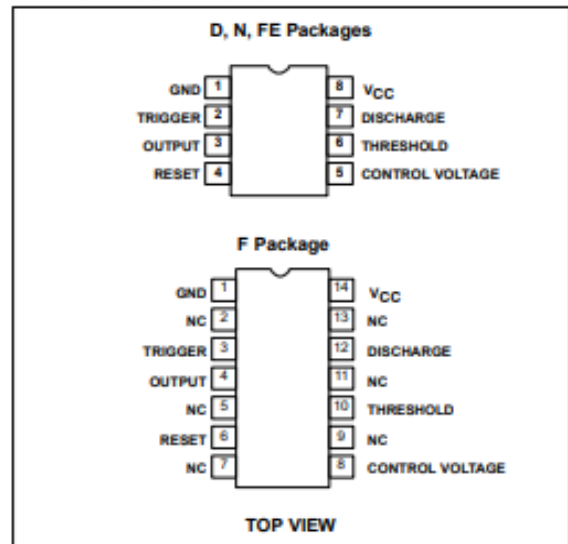 D, N, FE Packages
GND 1 8 VCC
TRIGGER 2 7 DISCHARGE
OUTPUT 3 6 THRESHOLD
RESET 4 5 CONTROL VOLTAGE
F Package
GND 1 14 VCC
NC 2 13 NC
TRIGGER 3 12 DISCHARGE
OUTPUT 4 11 NC
NC 5 10 THRESHOLD
RESET 6 9 NC
NC 7 8 CONTROL VOLTAGE
TOP VIEW